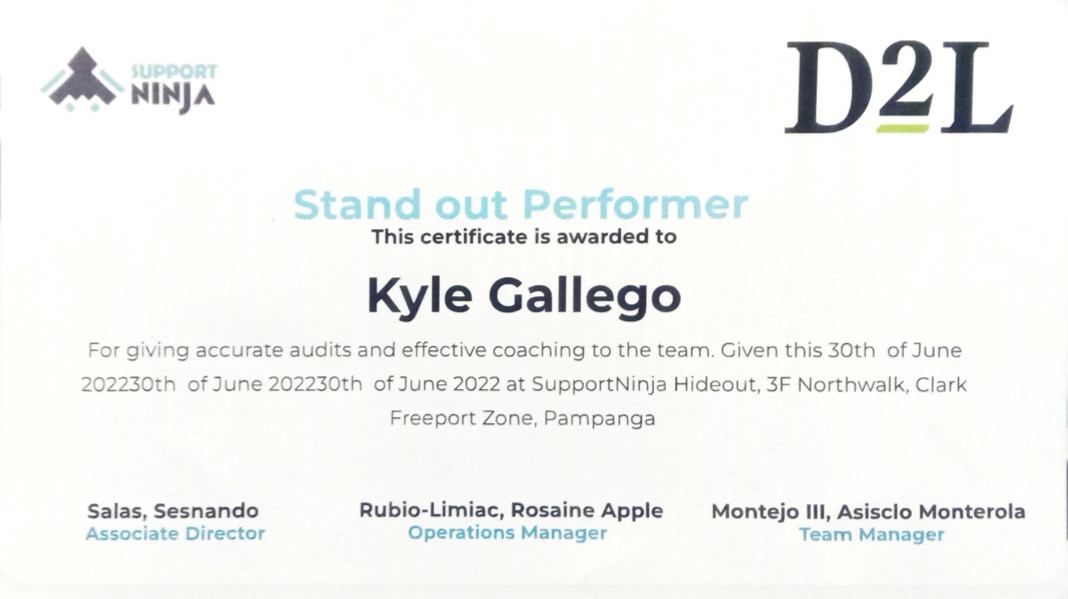 SUPPORT
NINJA
D2L
Stand out Performer
This certificate is awarded to
Kyle Gallego
For giving accurate audits and effective coaching to the team. Given this 30th of June
202230th of June 202230th of June 2022 at SupportNinja Hideout, 3F Northwalk, Clark
Freeport Zone, Pampanga
Salas, Sesnando
Associate Director
Rubio-Limiac, Rosaine Apple
Operations Manager
Montejo III, Asisclo Monterola
Team Manager